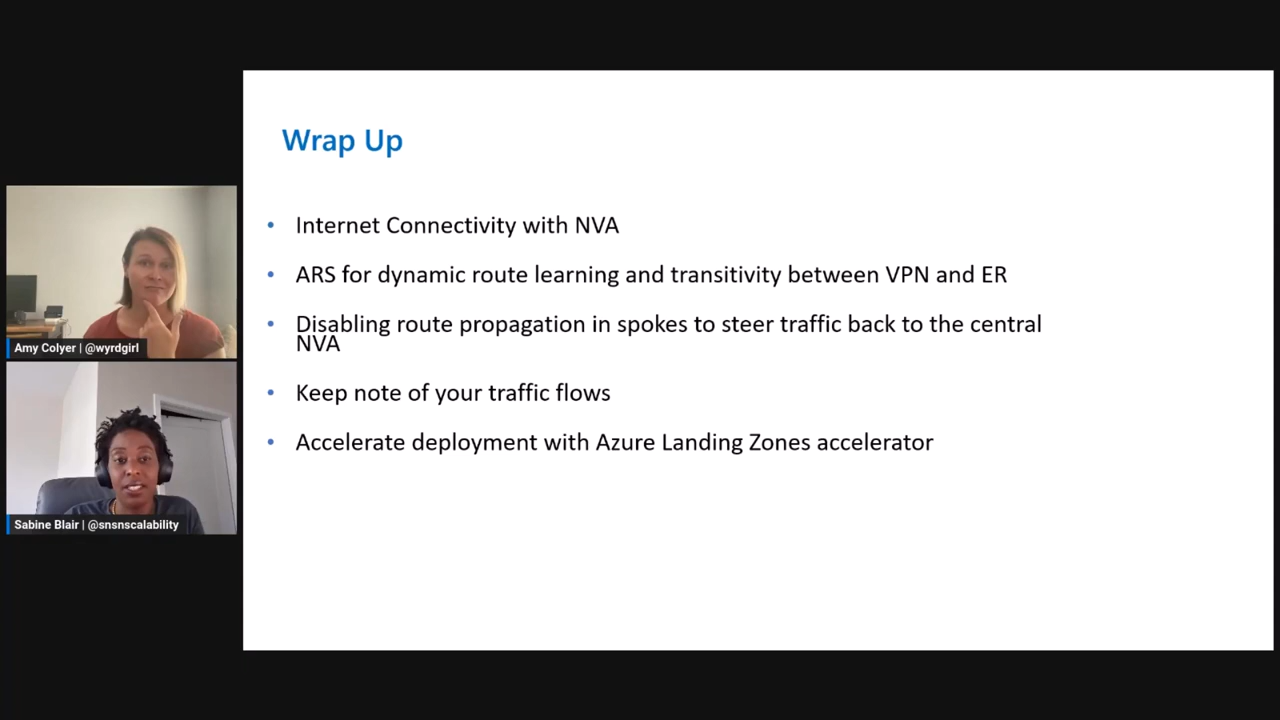 Wrap Up
Internet Connectivity with NVA
ARS for dynamic route learning and transitivity between VPN and ER
Disabling route propagation in spokes to steer traffic back to the central
NVA
Keep note of your traffic flows
Accelerate deployment with Azure Landing Zones accelerator
Amy Colyer | @wyrdgirl
Sabine Blair | @snsnscalability